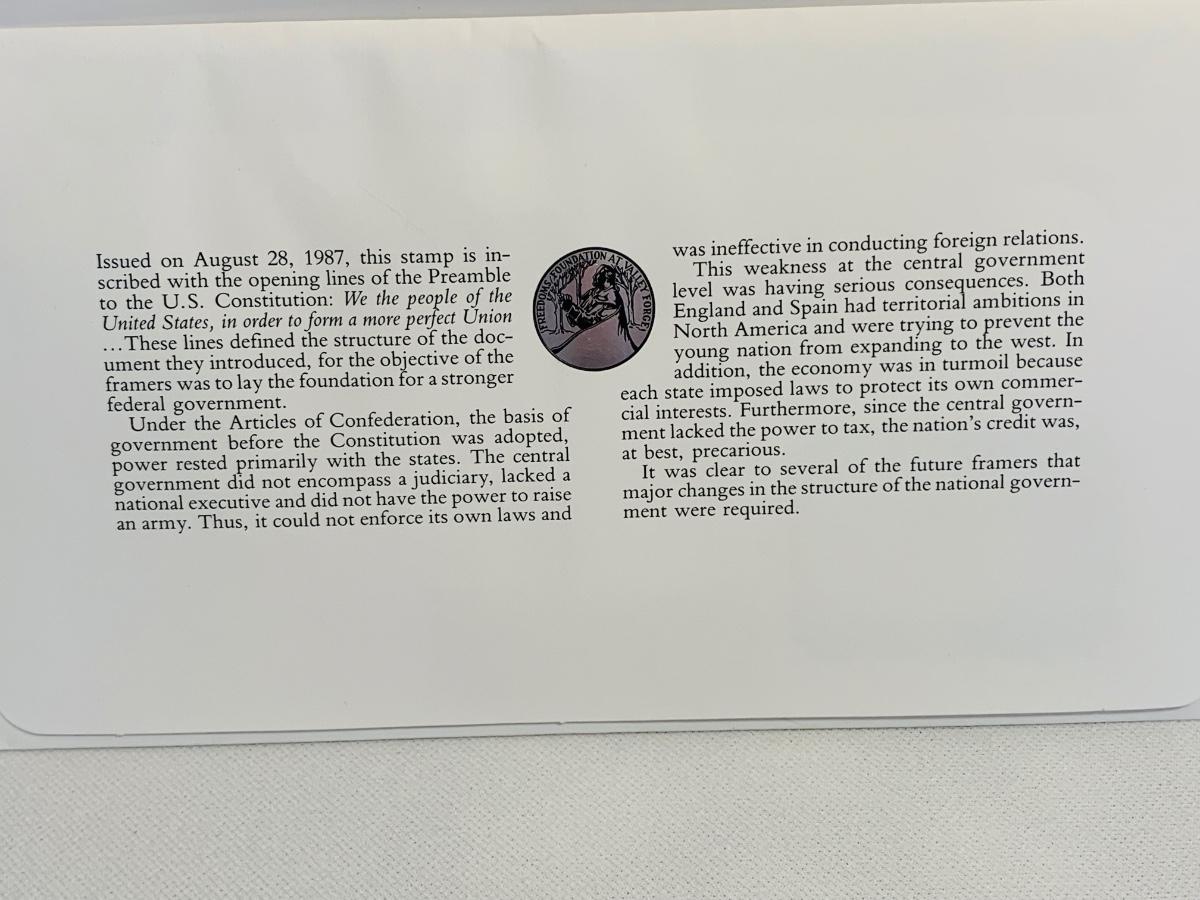 Issued on August 28, 1987, this stamp is in-
scribed with the opening lines of the Preamble
to the U.S. Constitution: We the people of the
United States, in order to form a more perfect Union
...These lines defined the structure of the doc-
ument they introduced, for the objective of the
framers was to lay the foundation for a stronger
federal government.
Under the Articles of Confederation, the basis of
government before the Constitution was adopted,
power rested primarily with the states. The central
government did not encompass a judiciary, lacked a
national executive and did not have the power to raise
an army. Thus, it could not enforce its own laws and
FREEDOMS FOUNDATION AT VALLEY FORGE
was ineffective in conducting foreign relations.
This weakness at the central government
level was having serious consequences. Both
England and Spain had territorial ambitions in
North America and were trying to prevent the
young nation from expanding to the west. In
addition, the economy was in turmoil because
each state imposed laws to protect its own commer-
cial interests. Furthermore, since the central govern-
ment lacked the power to tax, the nation's credit was,
at best, precarious.
It was clear to several of the future framers that
major changes in the structure of the national govern-
ment were required.